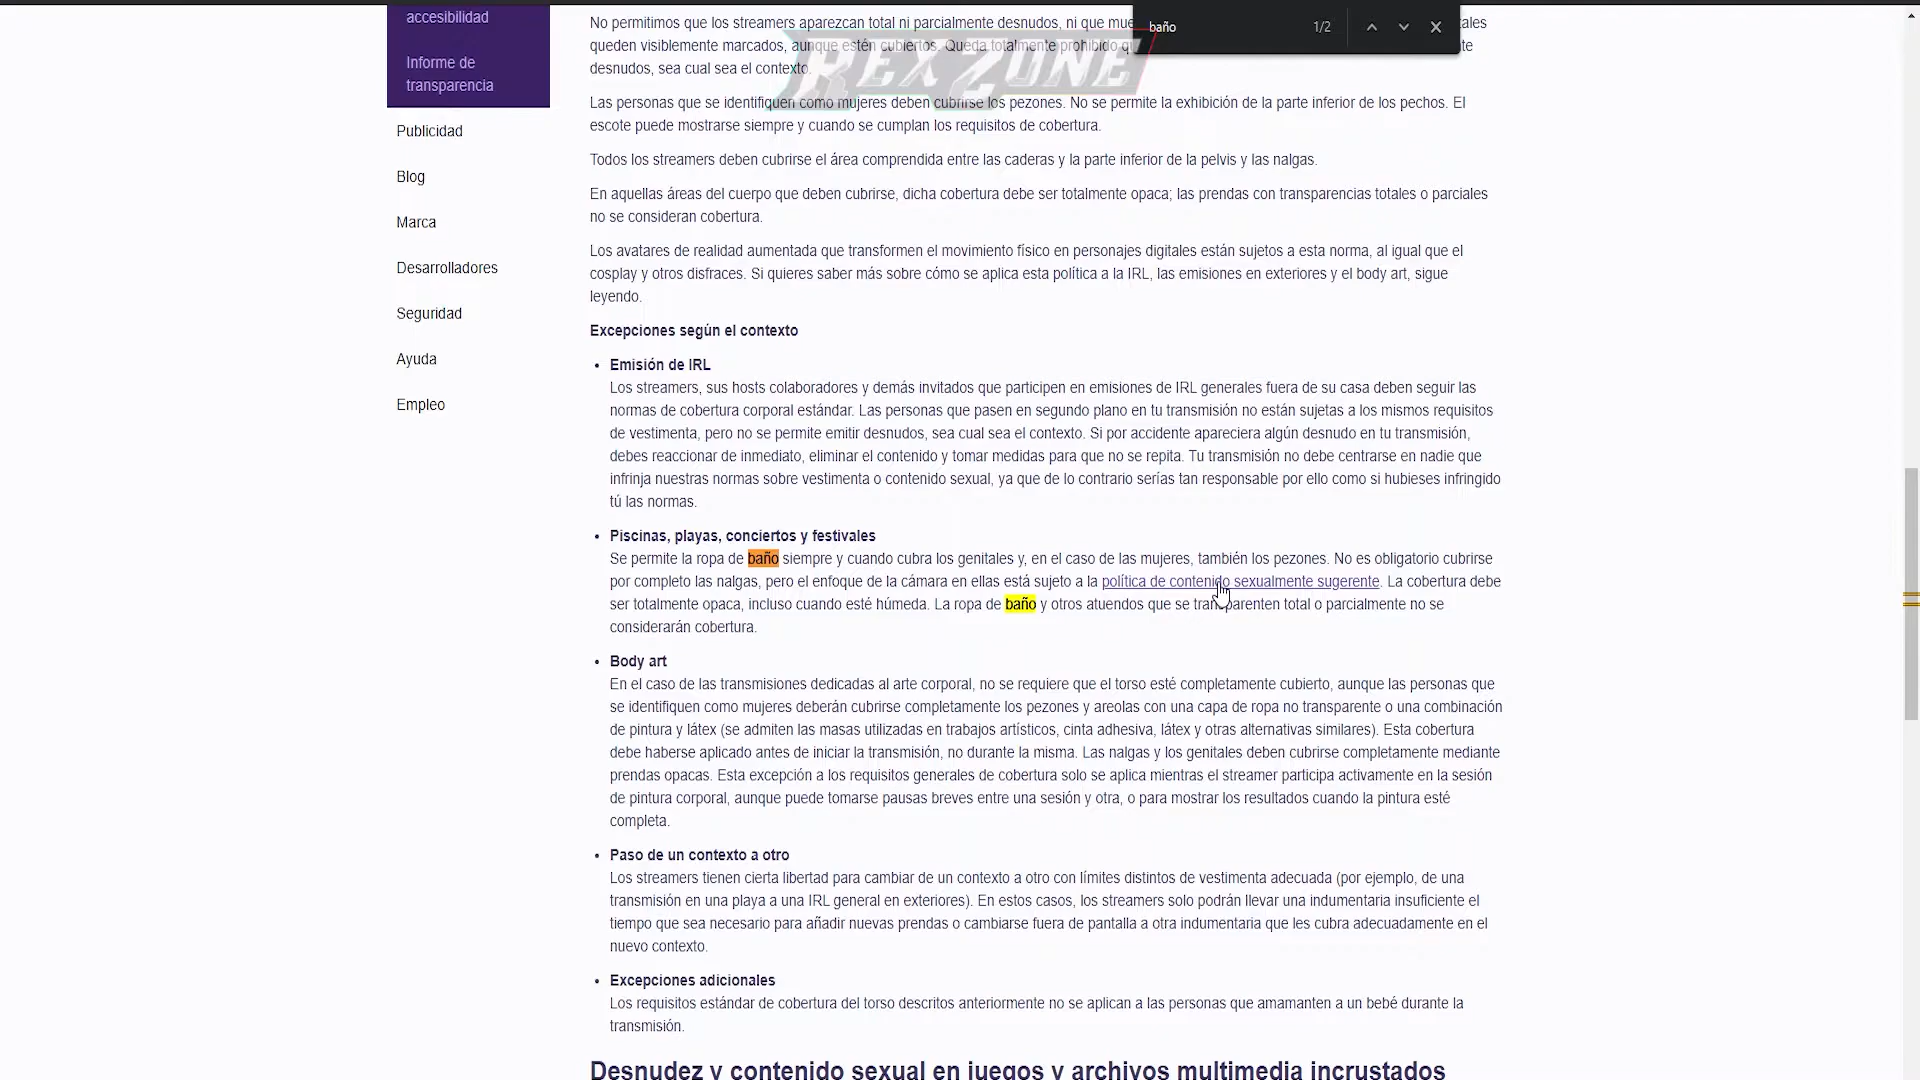 accesibilidad
Informe de
transparencia
Publicidad
Blog
Marca
Desarrolladores
Seguridad
Ayuda
Empleo
baño 1/2
REXZONE
No permitimos que los streamers aparezcan total ni parcialmente desnudos, ni que
queden visiblemente marcados, aunque estén cubiertos. Queda totalmente prohibido
desnudos, sea cual sea el contexto.
Las personas que se identifiquen como mujeres deben cubrirse los pezones. No se permite la exhibición de la parte inferior de los pechos. El
escote puede mostrarse siempre y cuando se cumplan los requisitos de cobertura.
Todos los streamers deben cubrirse el área comprendida entre las caderas y la parte inferior de la pelvis y las nalgas.
En aquellas áreas del cuerpo que deben cubrirse, dicha cobertura debe ser totalmente opaca; las prendas con transparencias totales o parciales
no se consideran cobertura.
Los avatares de realidad aumentada que transformen el movimiento físico en personajes digitales están sujetos a esta norma, al igual que el
cosplay y otros disfraces. Si quieres saber más sobre cómo se aplica esta política a la IRL, las emisiones en exteriores y el body art, sigue
leyendo.
Excepciones según el contexto
• Emisión de IRL
Los streamers, sus hosts colaboradores y demás invitados que participen en emisiones de IRL generales fuera de su casa deben seguir las
normas de cobertura corporal estándar. Las personas que pasen en segundo plano en tu transmisión no están sujetas a los mismos requisitos
de vestimenta, pero no se permite emitir desnudos, sea cual sea el contexto. Si por accidente apareciera algún desnudo en tu transmisión,
debes reaccionar de inmediato, eliminar el contenido y tomar medidas para que no se repita. Tu transmisión no debe centrarse en nadie que
infrinja nuestras normas sobre vestimenta o contenido sexual, ya que de lo contrario serías tan responsable por ello como si hubieses infringido
tú las normas.
• Piscinas, playas, conciertos y festivales
Se permite la ropa de baño siempre y cuando cubra los genitales y, en el caso de las mujeres, también los pezones. No es obligatorio cubrirse
por completo las nalgas, pero el enfoque de la cámara en ellas está sujeto a la política de contenido sexualmente sugerente. La cobertura debe
ser totalmente opaca, incluso cuando esté húmeda. La ropa de baño y otros atuendos que se transparenten total o parcialmente no se
considerarán cobertura.
• Body art
En el caso de las transmisiones dedicadas al arte corporal, no se requiere que el torso esté completamente cubierto, aunque las personas que
se identifiquen como mujeres deberán cubrirse completamente los pezones y areolas con una capa de ropa no transparente o una combinación
de pintura y látex (se admiten las masas utilizadas en trabajos artísticos, cinta adhesiva, látex y otras alternativas similares). Esta cobertura
debe haberse aplicado antes de iniciar la transmisión, no durante la misma. Las nalgas y los genitales deben cubrirse completamente mediante
prendas opacas. Esta excepción a los requisitos generales de cobertura solo se aplica mientras el streamer participa activamente en la sesión
de pintura corporal, aunque puede tomarse pausas breves entre una sesión y otra, o para mostrar los resultados cuando la pintura esté
completa.
• Paso de un contexto a otro
Los streamers tienen cierta libertad para cambiar de un contexto a otro con límites distintos de vestimenta adecuada (por ejemplo, de una
transmisión en una playa a una IRL general en exteriores). En estos casos, los streamers solo podrán llevar una indumentaria insuficiente el
tiempo que sea necesario para añadir nuevas prendas o cambiarse fuera de pantalla a otra indumentaria que les cubra adecuadamente en el
nuevo contexto.
• Excepciones adicionales
Los requisitos estándar de cobertura del torso descritos anteriormente no se aplican a las personas que amamanten a un bebé durante la
transmisión.
Desnudez y contenido sexual en juegos y archivos multimedia incrustados